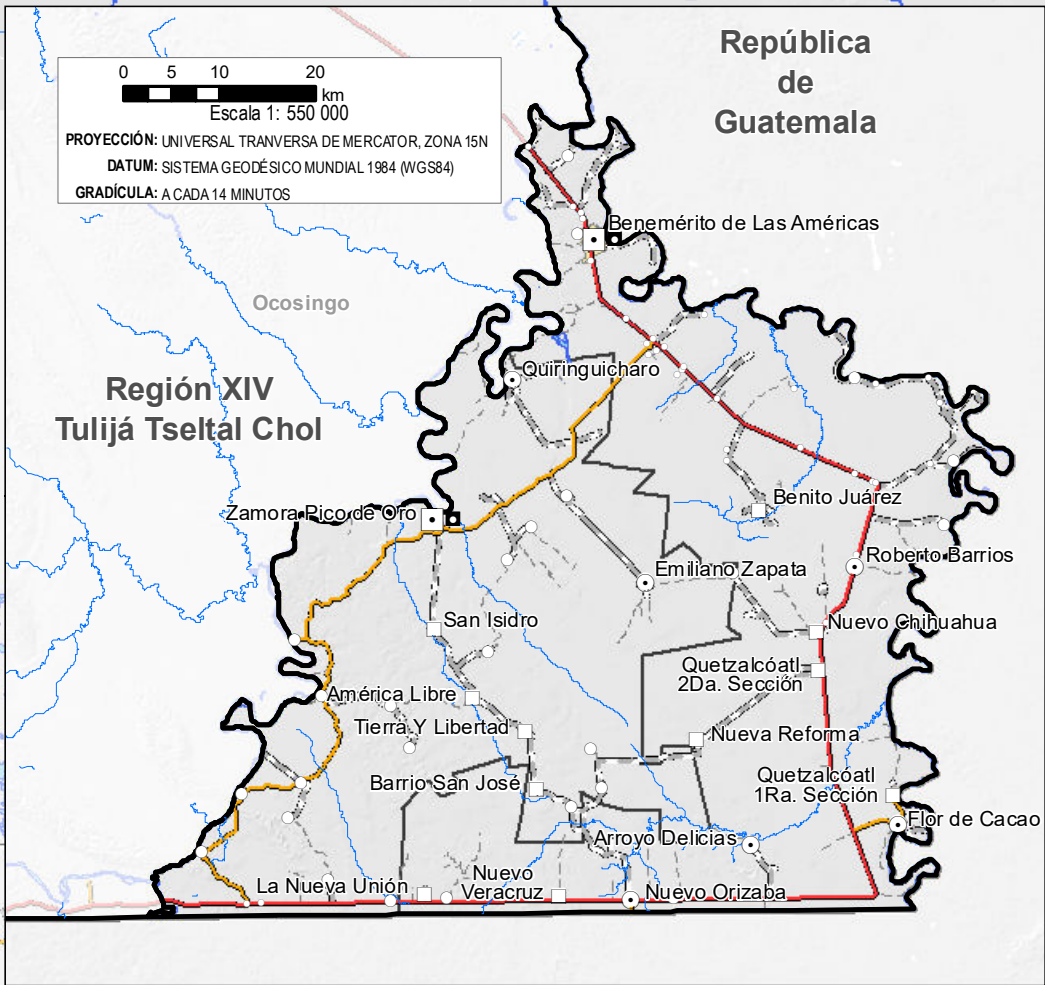 República
de
Guatemala
0 5 10 20
km
Escala 1: 550 000
PROYECCIÓN: UNIVERSAL TRANVERSA DE MERCATOR, ZONA 15N
DATUM: SISTEMA GEODÉSICO MUNDIAL 1984 (WGS84)
GRADÍCULA: A CADA 14 MINUTOS
Benemérito de Las Américas
Ocosingo
Región XIV
Tulijá Tseltal Chol
Quiringuicharo
Benito Juárez
Zamora Pico de Oro
Roberto Barrios
Emiliano Zapata
San Isidro
Nuevo Chihuahua
Quetzalcóatl
2Da. Sección
América Libre
Tierra Y Libertad
Nueva Reforma
Barrio San José
Quetzalcóatl
1Ra. Sección
Flor de Cacao
Arroyo Delicias
La Nueva Unión
Nuevo
Veracruz
Nuevo Orizaba